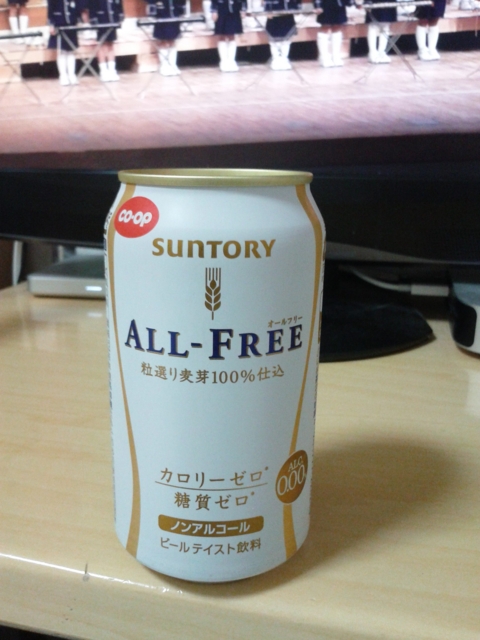 CO·OP
SUNTORY
オールフリー
ALL-FREE
粒選り麦芽100%仕込
カロリーゼロ*
糖質ゼロ*
ALC.
0.00
ノンアルコール
ビールテイスト飲料